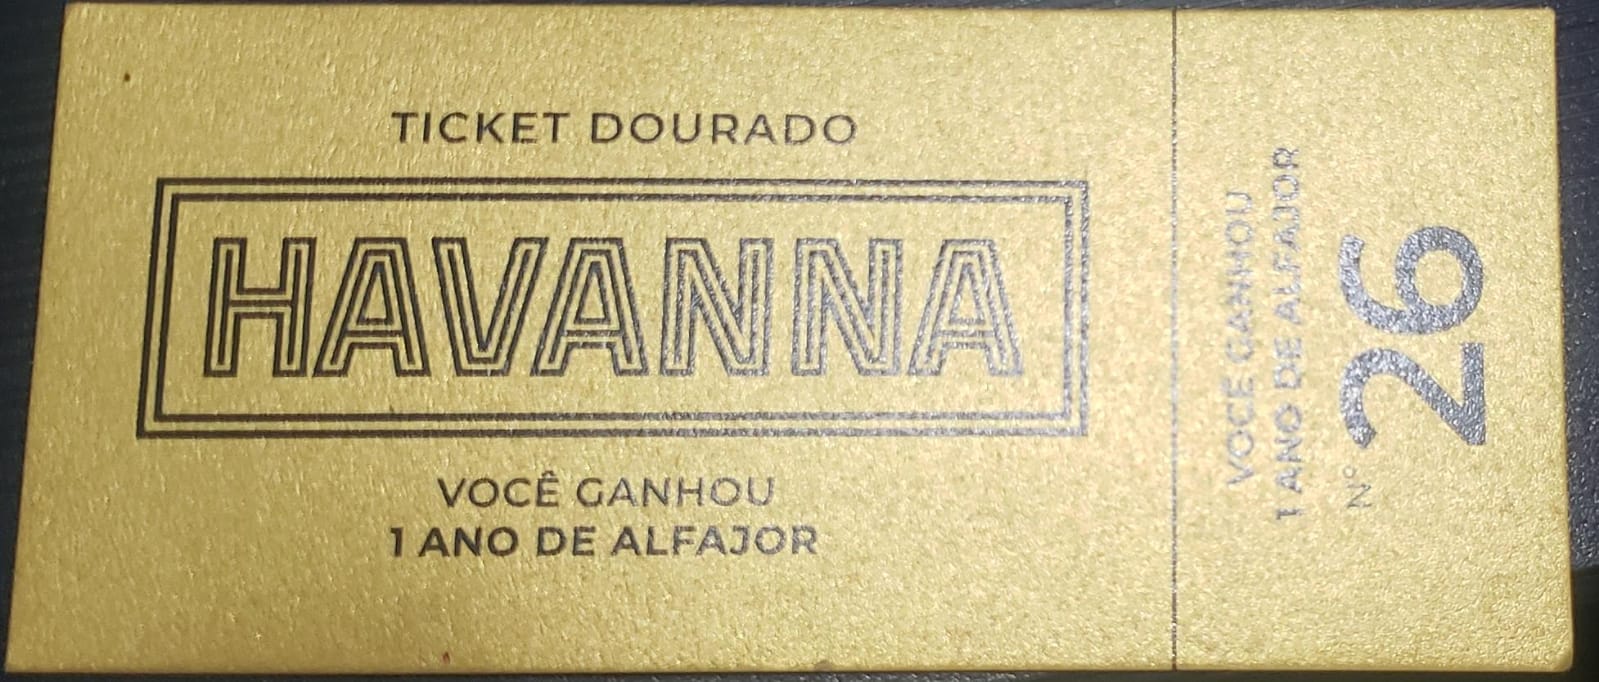 TICKET DOURADO
HAVANNA
VOCÊ GANHOU
1 ANO DE ALFAJOR
VOCÊ GANHOU
1 ANO DE ALFAJOR
Nº 26